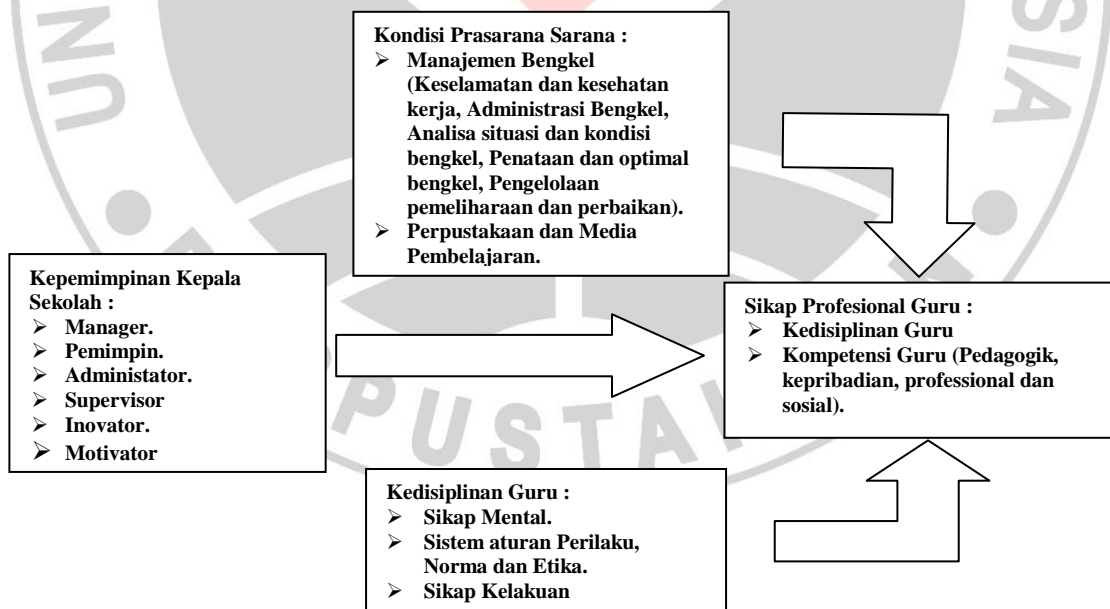 Kondisi Prasarana Sarana :
➢ Manajemen Bengkel
(Keselamatan dan kesehatan
kerja, Administrasi Bengkel,
Analisa situasi dan kondisi
bengkel, Penataan dan optimal
bengkel, Pengelolaan
pemeliharaan dan perbaikan).
➢ Perpustakaan dan Media
Pembelajaran.
Kepemimpinan Kepala
Sekolah :
➢ Manager.
➢ Pemimpin.
➢ Administator.
➢ Supervisor
➢ Inovator.
➢ Motivator
Sikap Profesional Guru :
➢ Kedisiplinan Guru
➢ Kompetensi Guru (Pedagogik,
kepribadian, professional dan
sosial).
Kedisiplinan Guru :
➢ Sikap Mental.
➢ Sistem aturan Perilaku,
Norma dan Etika.
➢ Sikap Kelakuan
UN
SIA
PUSTA